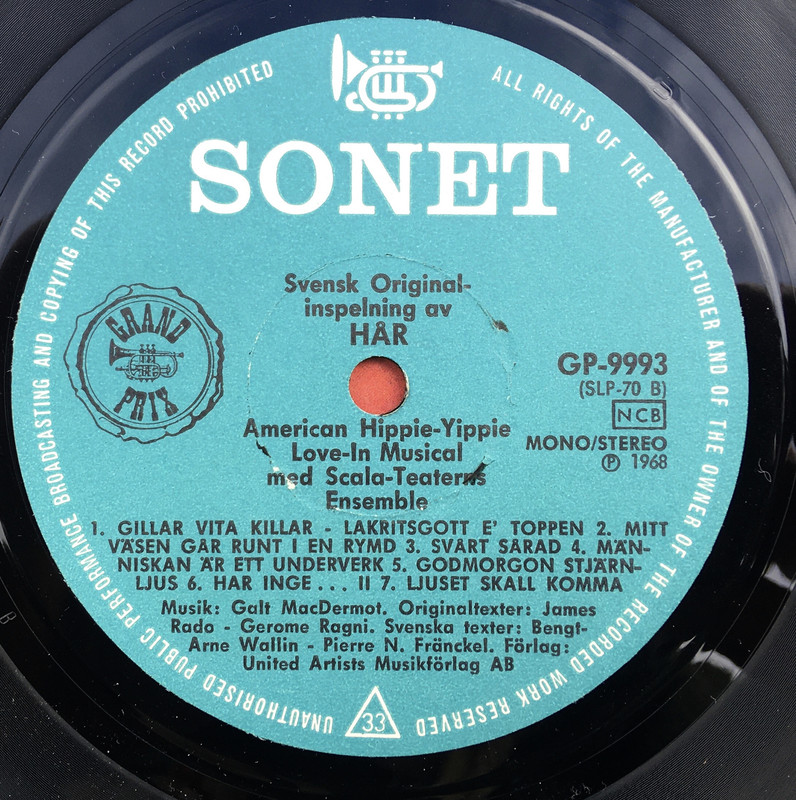 SONET
UNAUTHORISED PUBLIC PERFORMANCE BROADCASTING AND COPYING OF THIS RECORD PROHIBITED
ALL RIGHTS OF THE MANUFACTURER AND OF THE OWNER OF THE RECORDED WORK RESERVED
Svensk Original-
inspelning av
HÅR
GRAND
PRIX
GP-9993
(SLP-70 B)
NCB
MONO/STEREO
Ⓟ 1968
American Hippie-Yippie
Love-In Musical
med Scala-Teaterns
Ensemble
1. GILLAR VITA KILLAR - LAKRITSGOTT E' TOPPEN 2. MITT
VÄSEN GÅR RUNT I EN RYMD 3. SVÅRT SÅRAD 4. MÄN-
NISKAN ÄR ETT UNDERVERK 5. GODMORGON STJÄRN-
LJUS 6. HAR INGE... II 7. LJUSET SKALL KOMMA
Musik: Galt MacDermot. Originaltexter: James
Rado - Gerome Ragni. Svenska texter: Bengt-
Arne Wallin - Pierre N. Fränckel. Förlag:
United Artists Musikförlag AB
33